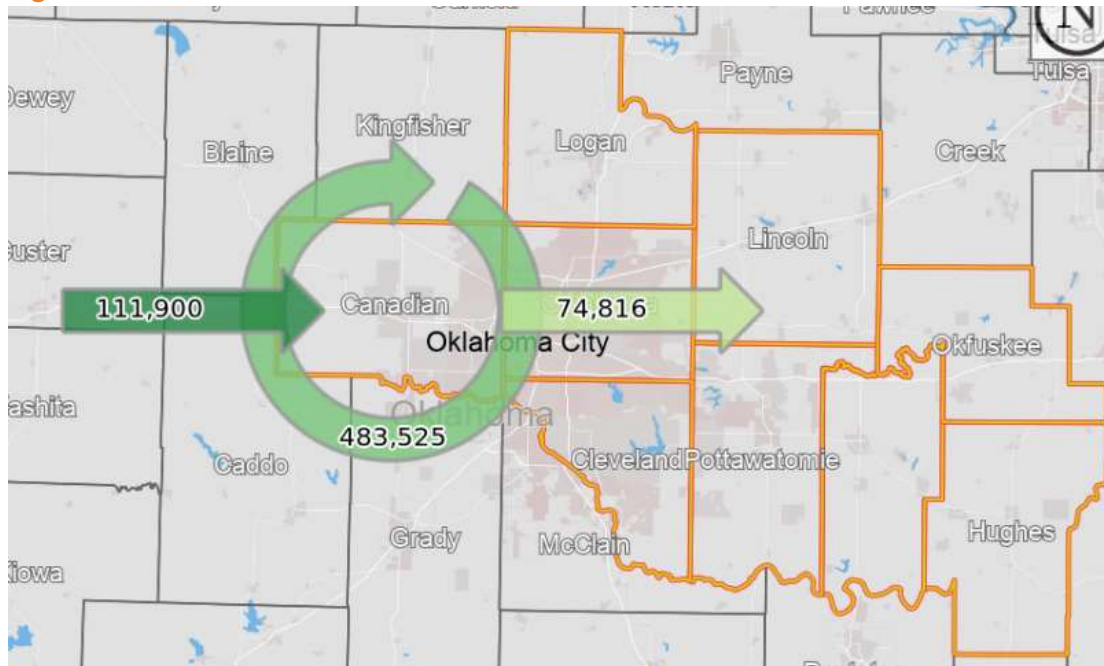 Pawnee
N
Tulsa
Tulsa
Payne
Dewey
Kingfisher
Logan
Blaine
Creek
Custer
Lincoln
111,900
Canadian
74,816
Oklahoma City
Okfuskee
Washita
Oklahoma
483,525
Caddo
Cleveland
Pottawatomie
Grady
McClain
Hughes
Kiowa